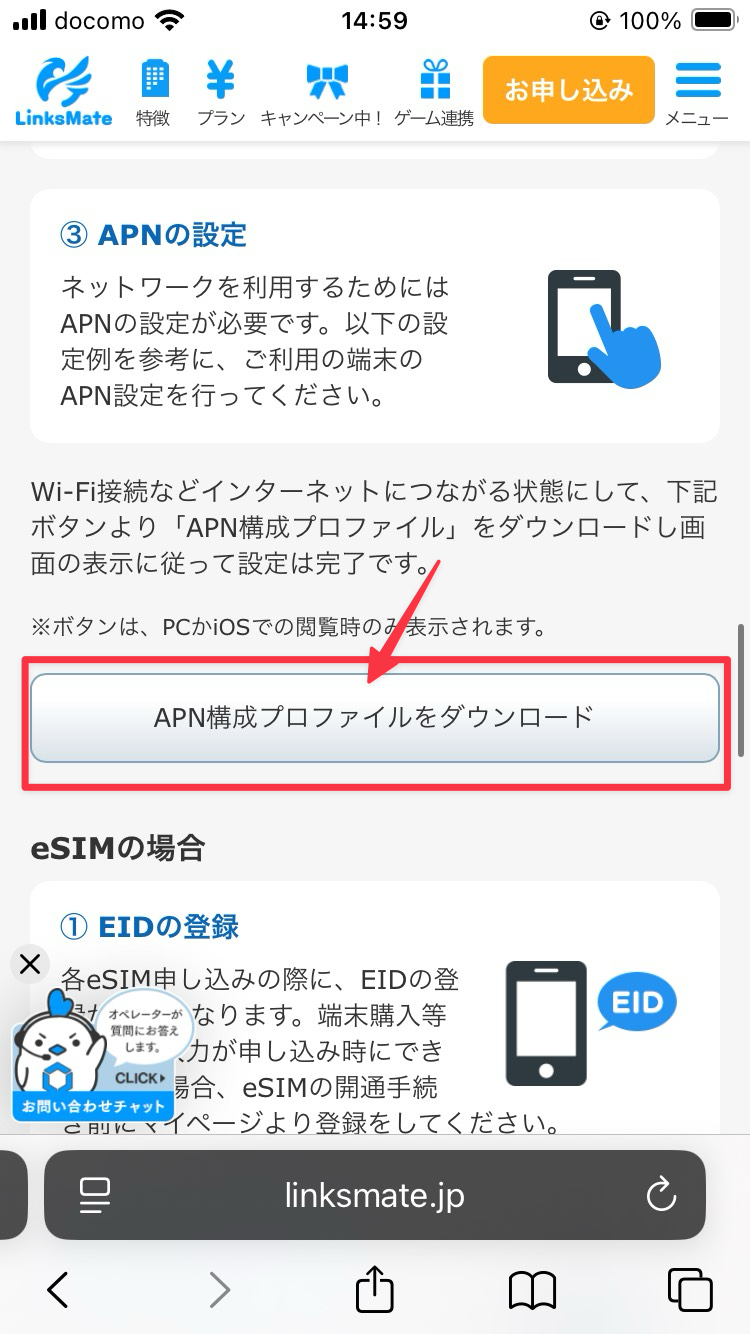 docomo 14:59 100%
LinksMate 特徴 プラン キャンペーン中！ ゲーム連携 お申し込み メニュー
③ APNの設定
ネットワークを利用するためには
APNの設定が必要です。以下の設
定例を参考に、ご利用の端末の
APN設定を行ってください。
Wi-Fi接続などインターネットにつながる状態にして、下記
ボタンより「APN構成プロファイル」をダウンロードし画
面の表示に従って設定は完了です。
※ボタンは、PCかiOSでの閲覧時のみ表示されます。
APN構成プロファイルをダウンロード
eSIMの場合
① EIDの登録
各eSIM申し込みの際に、EIDの登
なります。端末購入等
力が申し込み時にでき
場合、eSIMの開通手続
き前にマイページより登録をしてください。
EID
オペレーターが
質問にお答え
します。
CLICK
お問い合わせチャット
linksmate.jp